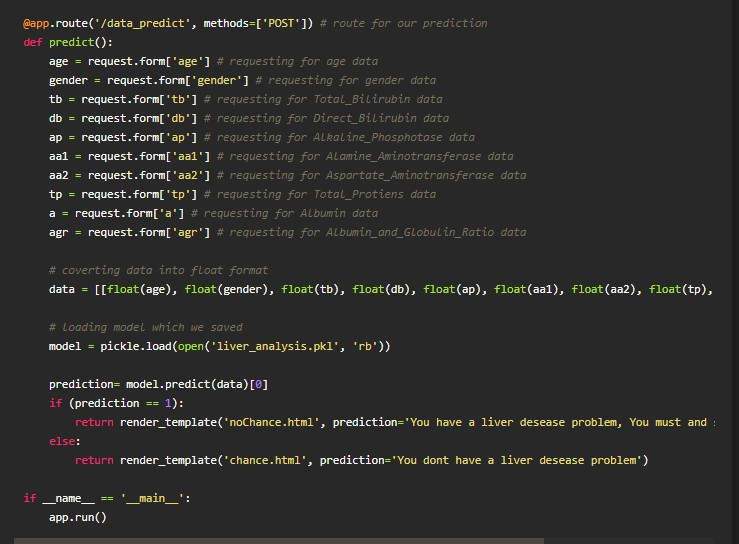 @app.route('/data_predict', methods=['POST']) # route for our prediction
def predict():
    age = request.form['age'] # requesting for age data
    gender = request.form['gender'] # requesting for gender data
    tb = request.form['tb'] # requesting for Total_Bilirubin data
    db = request.form['db'] # requesting for Direct_Bilirubin data
    ap = request.form['ap'] # requesting for Alkaline_Phosphotase data
    aa1 = request.form['aa1'] # requesting for Alamine_Aminotransferase data
    aa2 = request.form['aa2'] # requesting for Aspartate_Aminotransferase data
    tp = request.form['tp'] # requesting for Total_Protiens data
    a = request.form['a'] # requesting for Albumin data
    agr = request.form['agr'] # requesting for Albumin_and_Globulin_Ratio data
    # coverting data into float format
    data = [[float(age), float(gender), float(tb), float(db), float(ap), float(aa1), float(aa2), float(tp),
    # Loading model which we saved
    model = pickle.load(open('liver_analysis.pkl', 'rb'))
    prediction= model.predict(data)[0]
    if (prediction == 1):
        return render_template('noChance.html', prediction='You have a liver desease problem, You must and
    else:
        return render_template('chance.html', prediction='You dont have a liver desease problem')
if __name__ == '__main__':
    app.run()